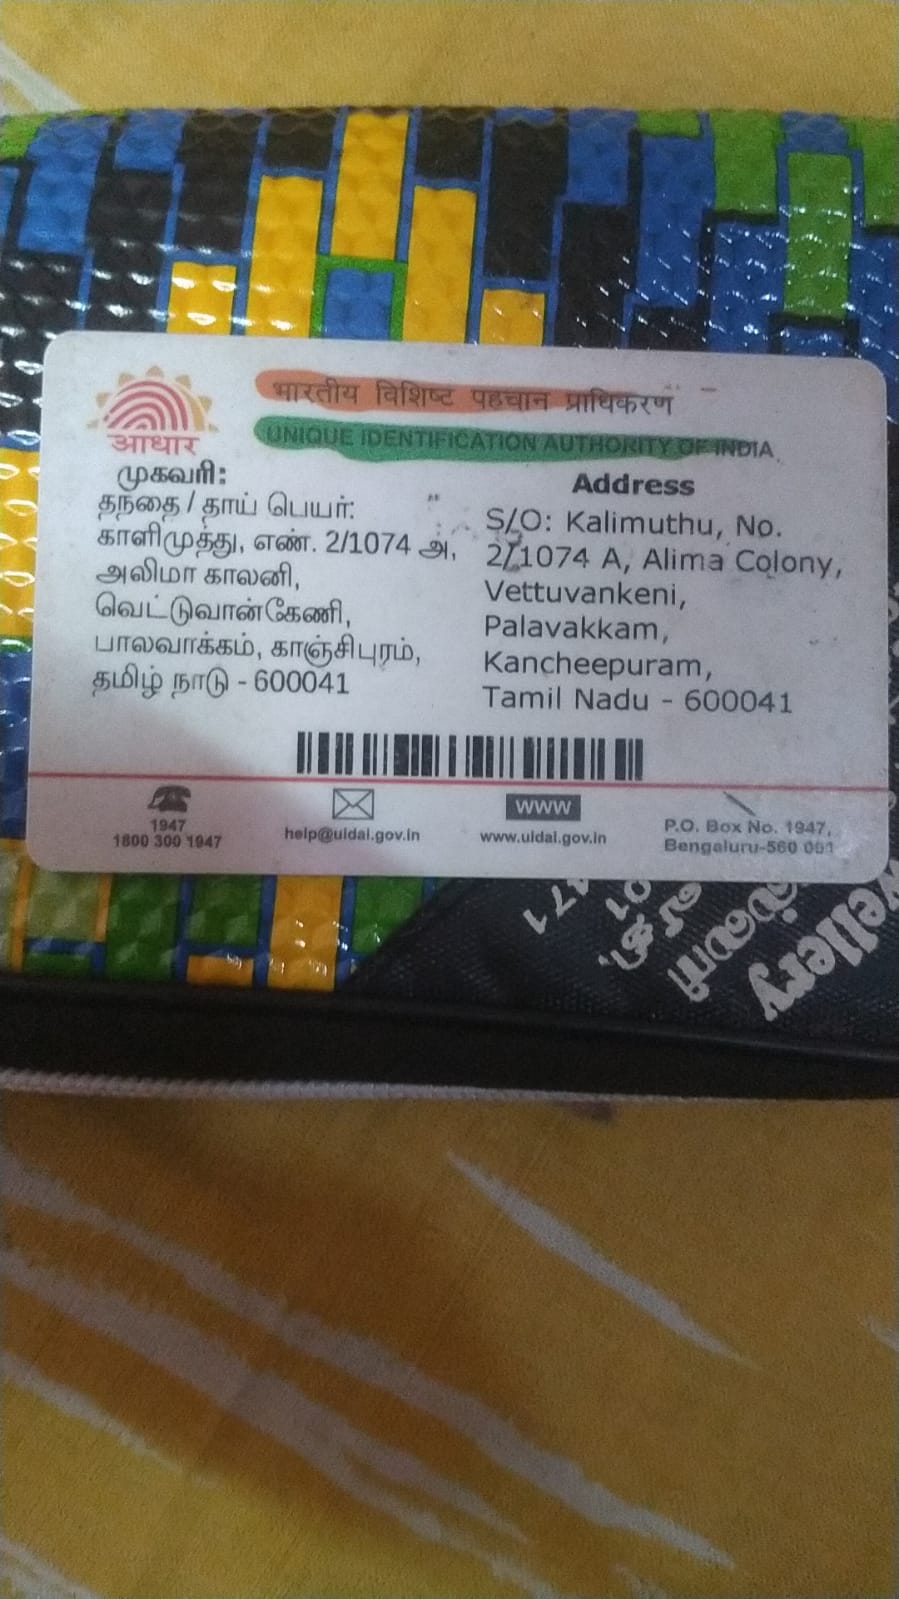 भारतीय विशिष्ट पहचान प्राधिकरण
UNIQUE IDENTIFICATION AUTHORITY OF INDIA
आधार
முகவரி:
தந்தை / தாய் பெயர்:
காளிமுத்து, எண். 2/1074 அ,
அலிமா காலனி,
வெட்டுவான்கேணி,
பாலவாக்கம், காஞ்சிபுரம்,
தமிழ் நாடு - 600041
Address
S/O: Kalimuthu, No.
2/1074 A, Alima Colony,
Vettuvankeni,
Palavakkam,
Kancheepuram,
Tamil Nadu - 600041
1947
1800 300 1947
help@uidai.gov.in
WWW
www.uidai.gov.in
P.O. Box No. 1947,
Bengaluru-560 001
wellery